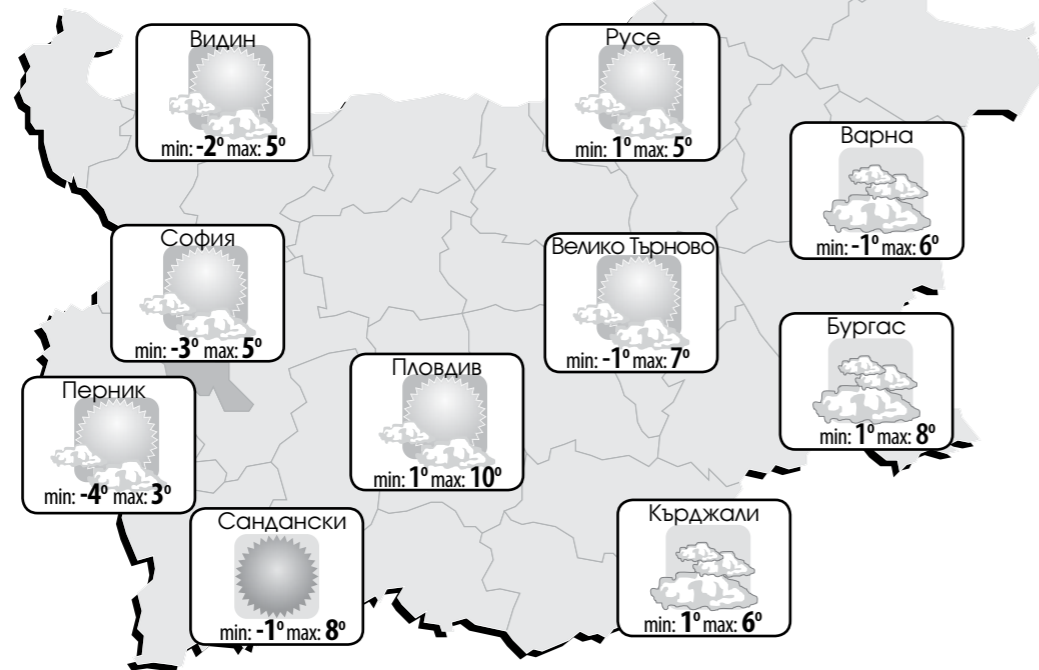 Видин
min: -2° max: 5°
Русе
min: 1° max: 5°
Варна
min: -1° max: 6°
София
min: -3° max: 5°
Велико Търново
min: -1° max: 7°
Бургас
min: 1° max: 8°
Пловдив
min: 1° max: 10°
Перник
min: -4° max: 3°
Сандански
min: -1° max: 8°
Кърджали
min: 1° max: 6°